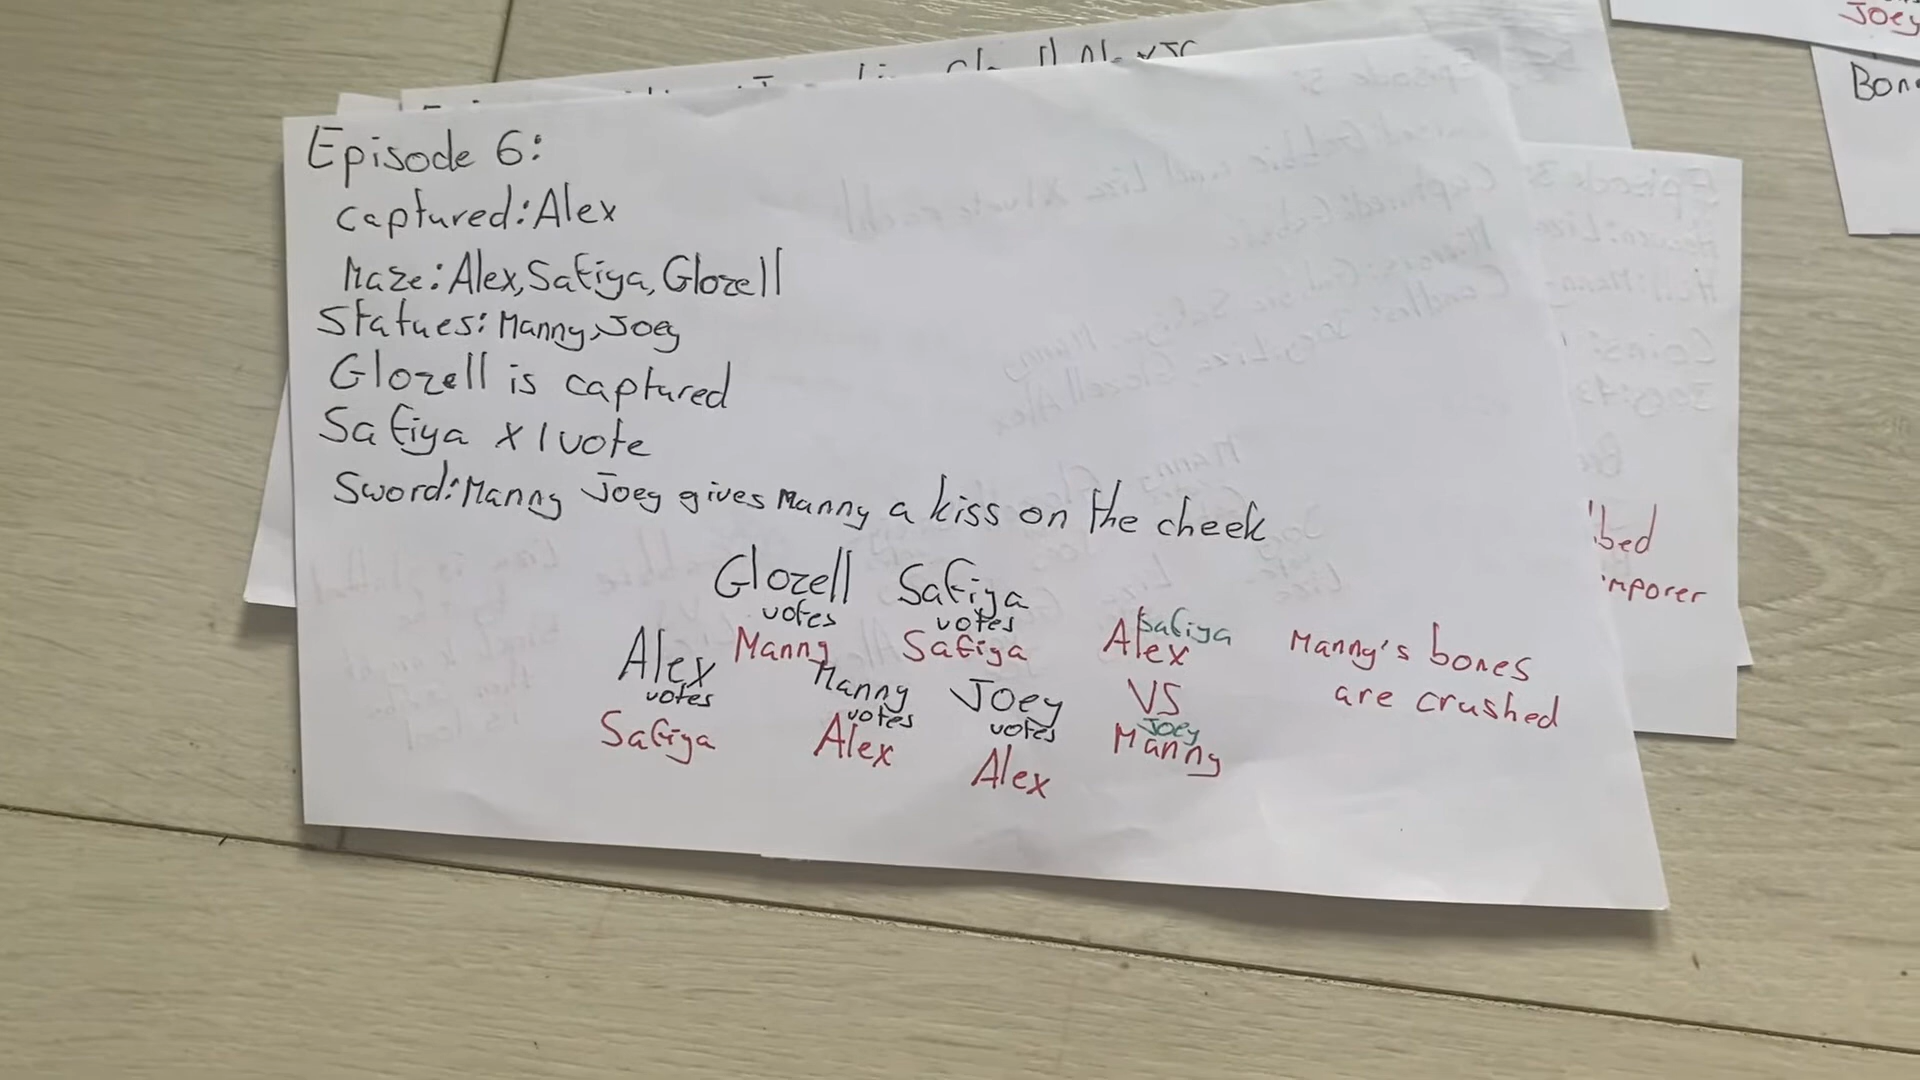 Episode 6:
captured: Alex
Maze: Alex, Safiya, Glozell
Statues: Manny, Joey
Glozell is captured
Safiya x 1 vote
Sword: Manny Joey gives Manny a kiss on the cheek
Glozell Safiya
votes votes
Manny Safiya
Alex Manny Joey
votes votes votes
Safiya Alex Alex
Safiya
Alex
VS
Joey
Manny
Manny's bones
are crushed
Joey